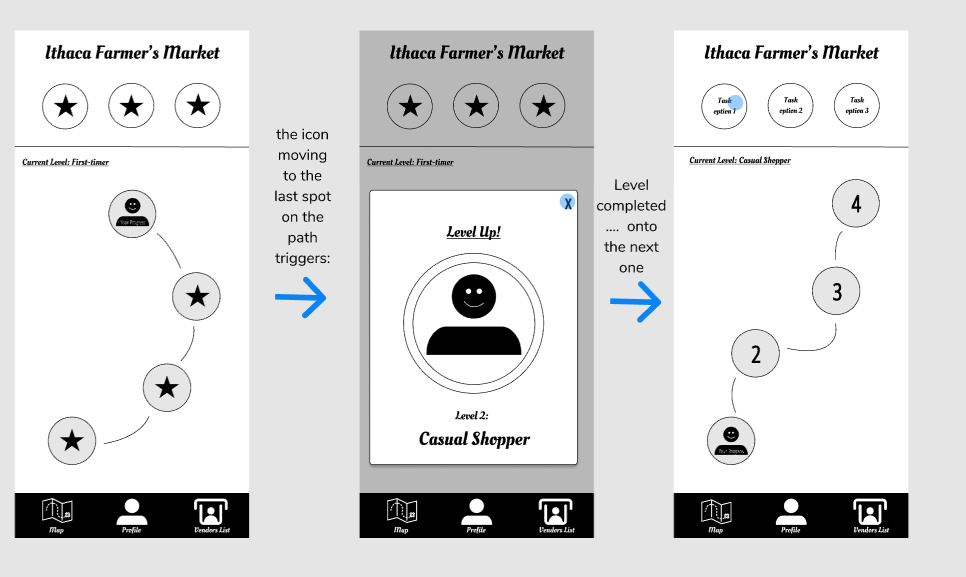 Ithaca Farmer's Market
Current Level: First-timer
Your Progress
Map
Profile
Vendors List
the icon
moving
to the
last spot
on the
path
triggers:
Ithaca Farmer's Market
Current Level: First-timer
X
Level Up!
Level 2:
Casual Shopper
Map
Profile
Vendors List
Level
completed
.... onto
the next
one
Ithaca Farmer's Market
Task
option 1
Task
option 2
Task
option 3
Current Level: Casual Shopper
4
3
2
Your Progress
Map
Profile
Vendors List